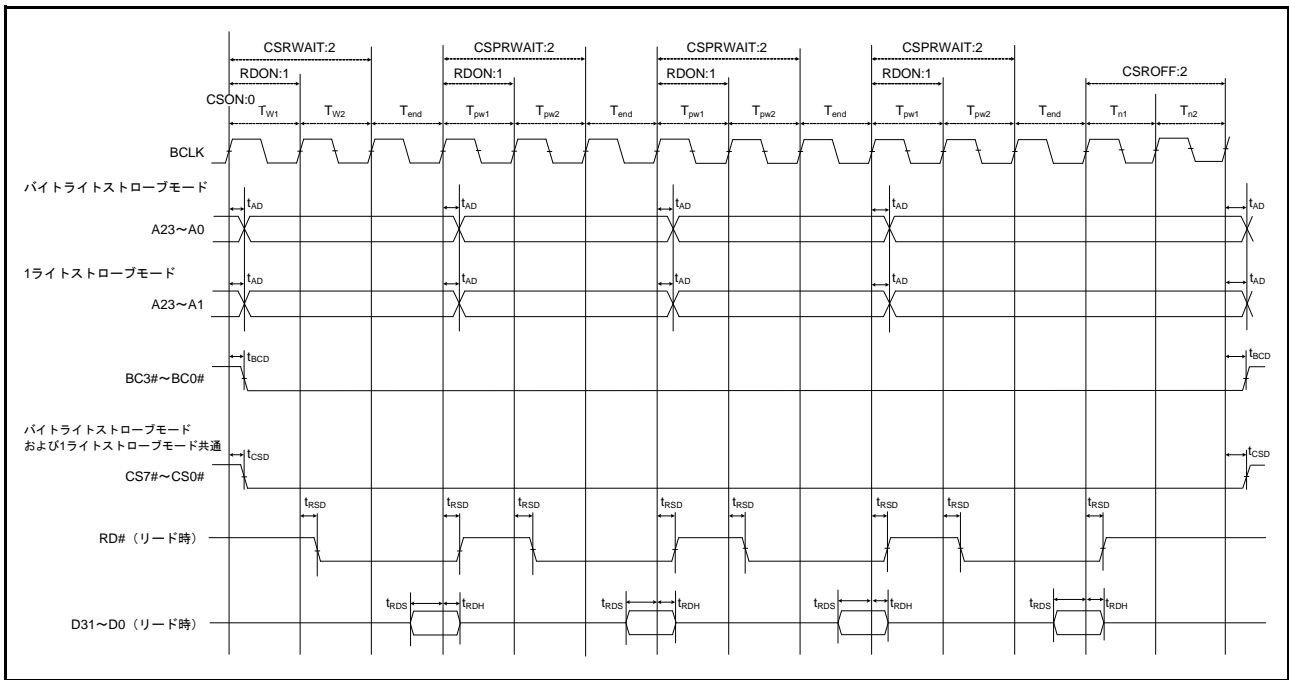 CSRWAIT:2 CSPRWAIT:2 CSPRWAIT:2 CSPRWAIT:2
RDON:1 RDON:1 RDON:1 RDON:1 CSROFF:2
CSON:0
TW1 TW2 Tend Tpw1 Tpw2 Tend Tpw1 Tpw2 Tend Tpw1 Tpw2 Tend Tn1 Tn2
BCLK
バイトライトストローブモード
tAD tAD tAD tAD tAD
A23~A0
1ライトストローブモード
tAD tAD tAD tAD tAD
A23~A1
tBCD tBCD
BC3#~BC0#
バイトライトストローブモード
および1ライトストローブモード共通
tCSD tCSD
CS7#~CS0#
tRSD tRSD tRSD tRSD tRSD tRSD tRSD tRSD
RD#(リード時)
tRDS tRDH tRDS tRDH tRDS tRDH tRDS tRDH
D31~D0(リード時)